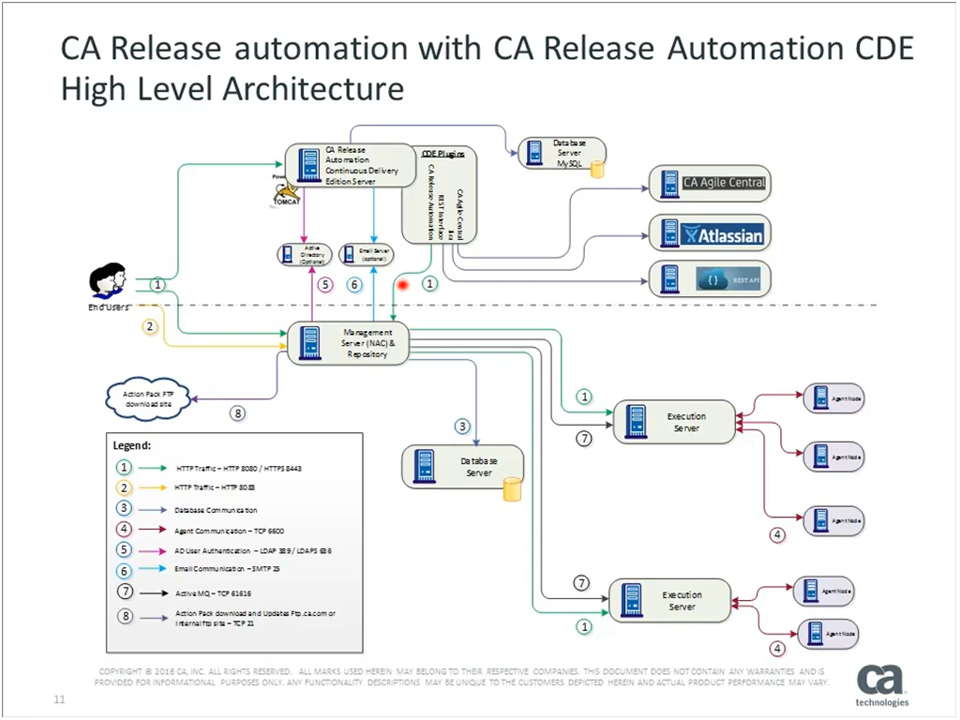 CA Release automation with CA Release Automation CDE
High Level Architecture
CA Release
Automation
Continuous Delivery
Edition Server
TOMCAT
CDE Plugins
CA Release Automation
REST Interface
Jira
CA Agile Central
Database
Server
MySQL
CA Agile Central
Atlassian
{} REST API
Active
Directory
(Optional)
Email Server
(optional)
5
6
1
1
End Users
2
Management
Server (NAC) &
Repository
Action Pack FTP
download site
8
3
Database
Server
1
7
Execution
Server
Agent Node
Agent Node
Agent Node
4
7
1
Execution
Server
Agent Node
Agent Node
4
Legend:
1 HTTP Traffic – HTTP 8080 / HTTPS 8443
2 HTTP Traffic – HTTP 8083
3 Database Communication
4 Agent Communication – TCP 6600
5 AD User Authentication – LDAP 389 / LDAPS 636
6 Email Communication – SMTP 25
7 Active MQ – TCP 61616
8 Action Pack download and Updates Ftp.ca.com or
Internal ftp site – TCP 21
COPYRIGHT © 2016 CA, INC. ALL RIGHTS RESERVED. ALL MARKS USED HEREIN MAY BELONG TO THEIR RESPECTIVE COMPANIES. THIS DOCUMENT DOES NOT CONTAIN ANY WARRANTIES AND IS
PROVIDED FOR INFORMATIONAL PURPOSES ONLY. ANY FUNCTIONALITY DESCRIPTIONS MAY BE UNIQUE TO THE CUSTOMERS DEPICTED HEREIN AND ACTUAL PRODUCT PERFORMANCE MAY VARY.
11
ca
technologies